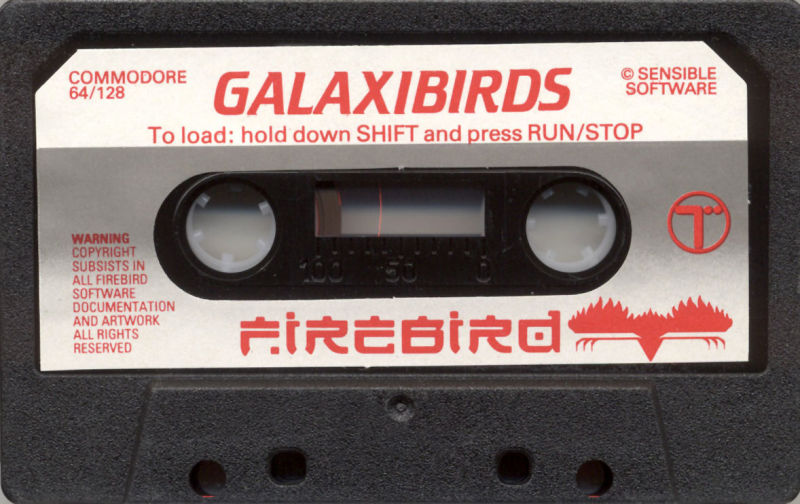 COMMODORE
64/128
GALAXIBIRDS
© SENSIBLE
SOFTWARE
To load: hold down SHIFT and press RUN/STOP
WARNING
COPYRIGHT
SUBSISTS IN
ALL FIREBIRD
SOFTWARE
DOCUMENTATION
AND ARTWORK
ALL RIGHTS
RESERVED
100 50 0
T
FIREBIRD